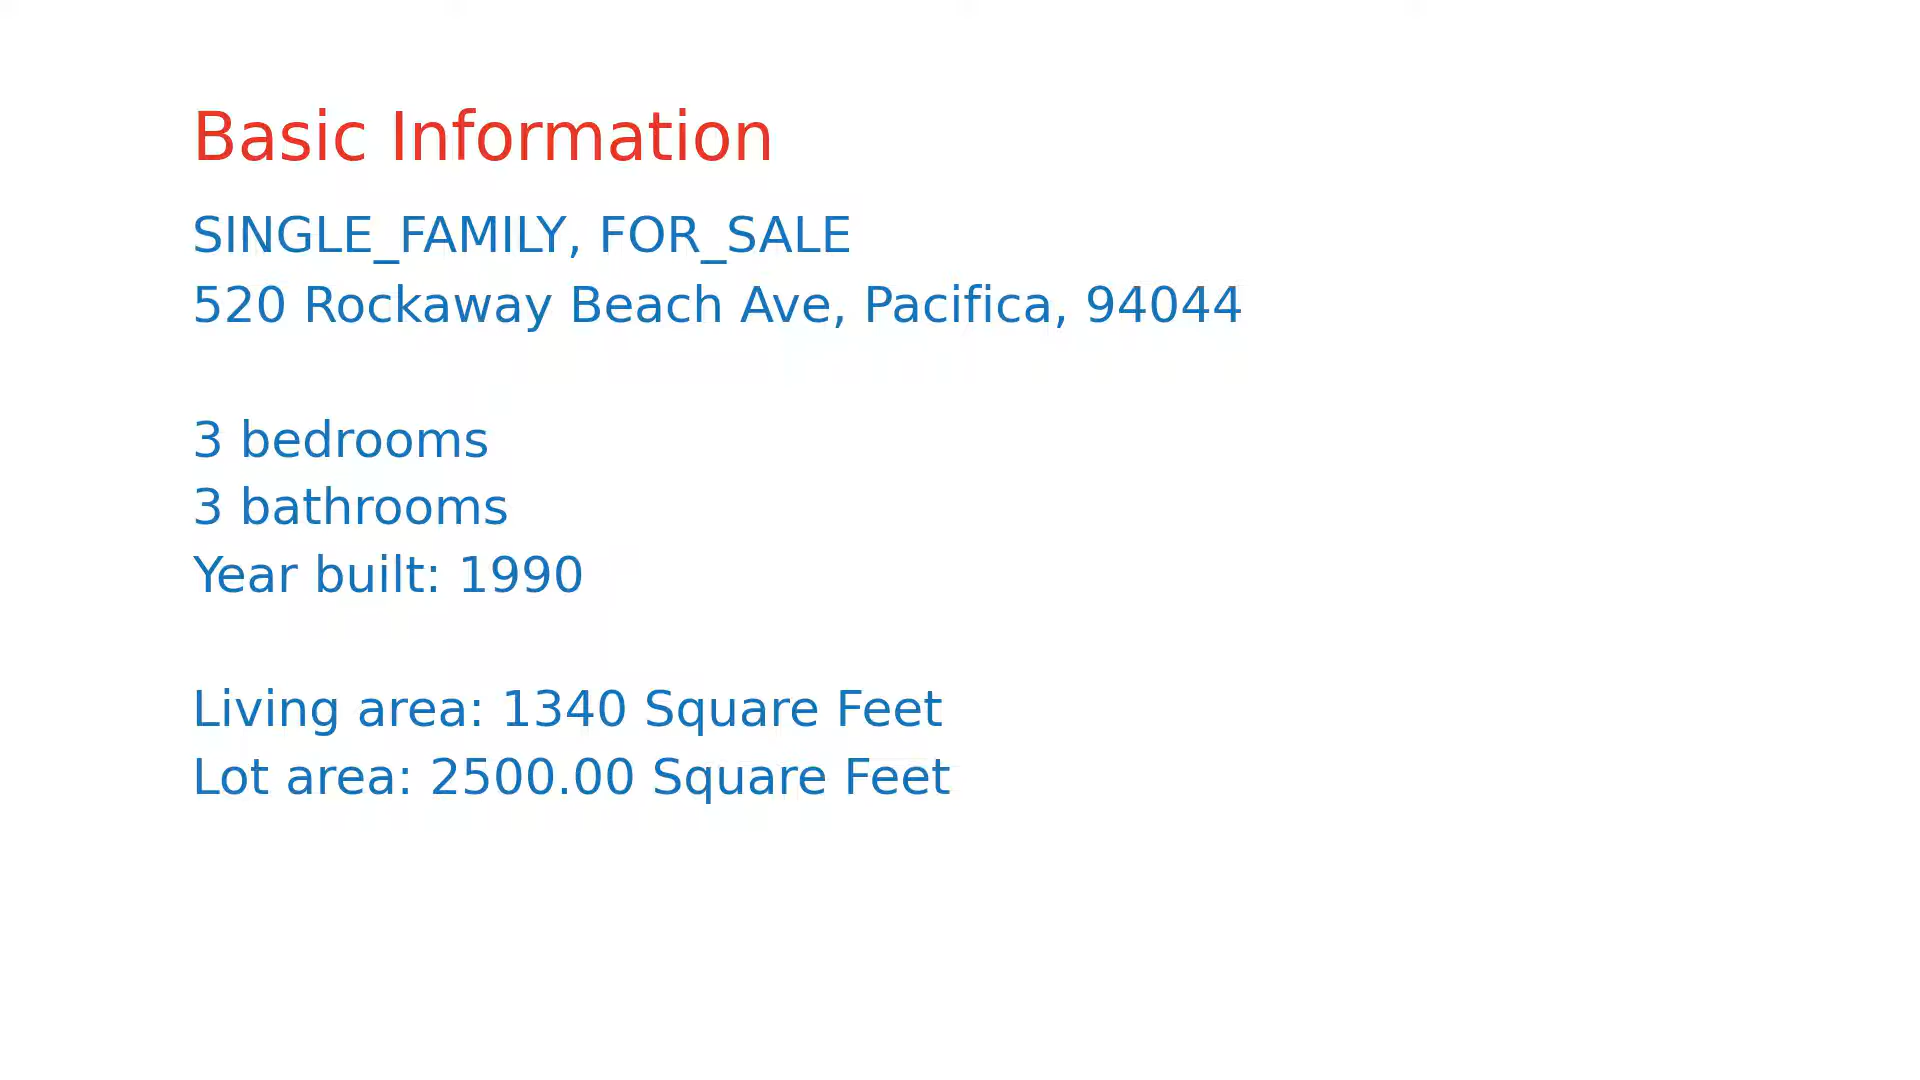 Basic Information
SINGLE_FAMILY, FOR_SALE
520 Rockaway Beach Ave, Pacifica, 94044
3 bedrooms
3 bathrooms
Year built: 1990
Living area: 1340 Square Feet
Lot area: 2500.00 Square Feet